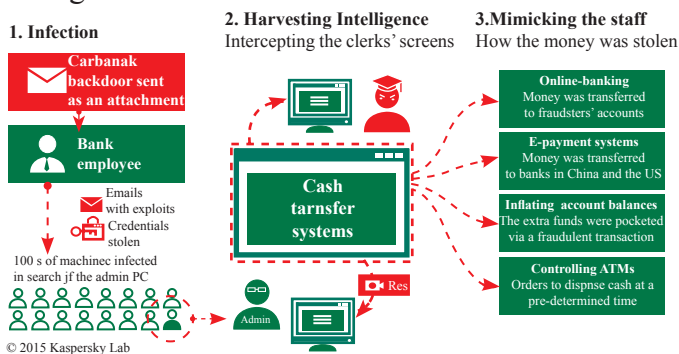 1. Infection
Carbanak
backdoor sent
as an attachment
Bank
employee
Emails
with exploits
Credentials
stolen
100 s of machinec infected
in search jf the admin PC
© 2015 Kaspersky Lab
2. Harvesting Intelligence
Intercepting the clerks' screens
Cash
tarnsfer
systems
Res
Admin
3.Mimicking the staff
How the money was stolen
Online-banking
Money was transferred
to fraudsters' accounts
E-payment systems
Money was transferred
to banks in China and the US
Inflating account balances
The extra funds were pocketed
via a fraudulent transaction
Controlling ATMs
Orders to dispnse cash at a
pre-determined time